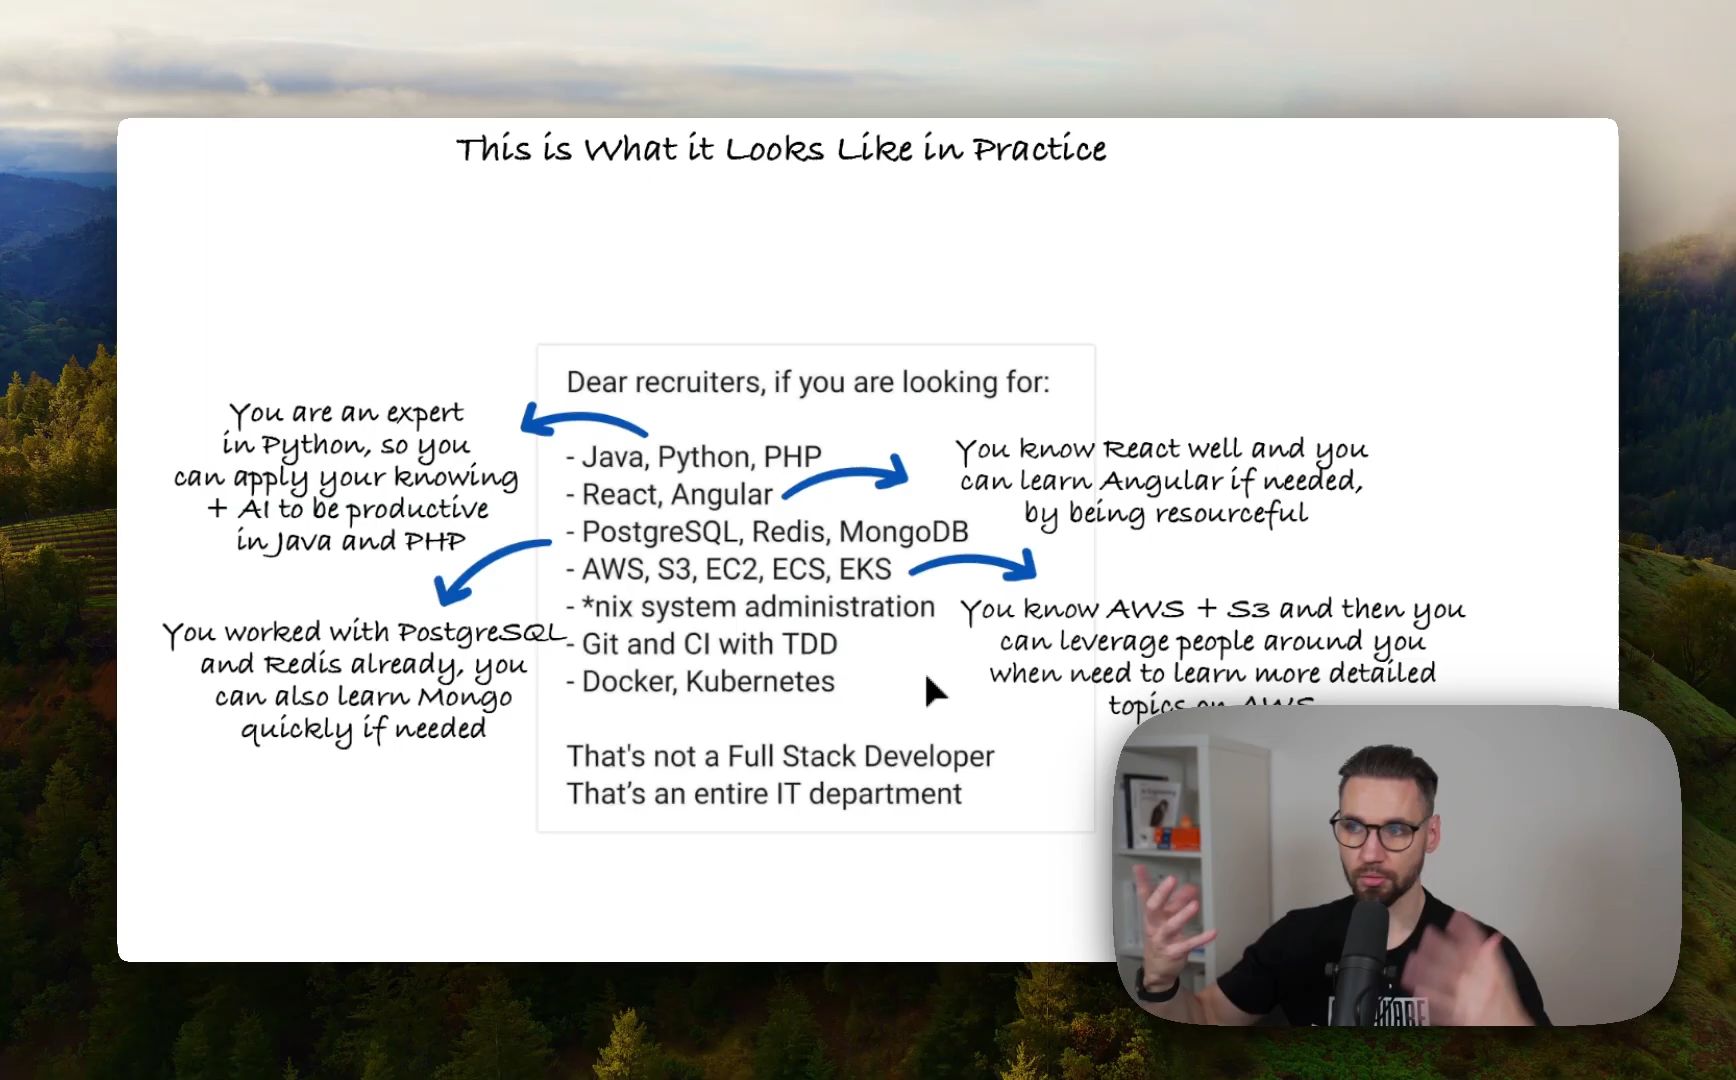 This is What it Looks Like in Practice
Dear recruiters, if you are looking for:
- Java, Python, PHP
- React, Angular
- PostgreSQL, Redis, MongoDB
- AWS, S3, EC2, ECS, EKS
- *nix system administration
- Git and CI with TDD
- Docker, Kubernetes
That's not a Full Stack Developer
That's an entire IT department
You are an expert
in Python, so you
can apply your knowing
+ AI to be productive
in Java and PHP
You know React well and you
can learn Angular if needed,
by being resourceful
You worked with PostgreSQL
and Redis already, you
can also learn Mongo
quickly if needed
You know AWS + S3 and then you
can leverage people around you
when need to learn more detailed
topics on AWS